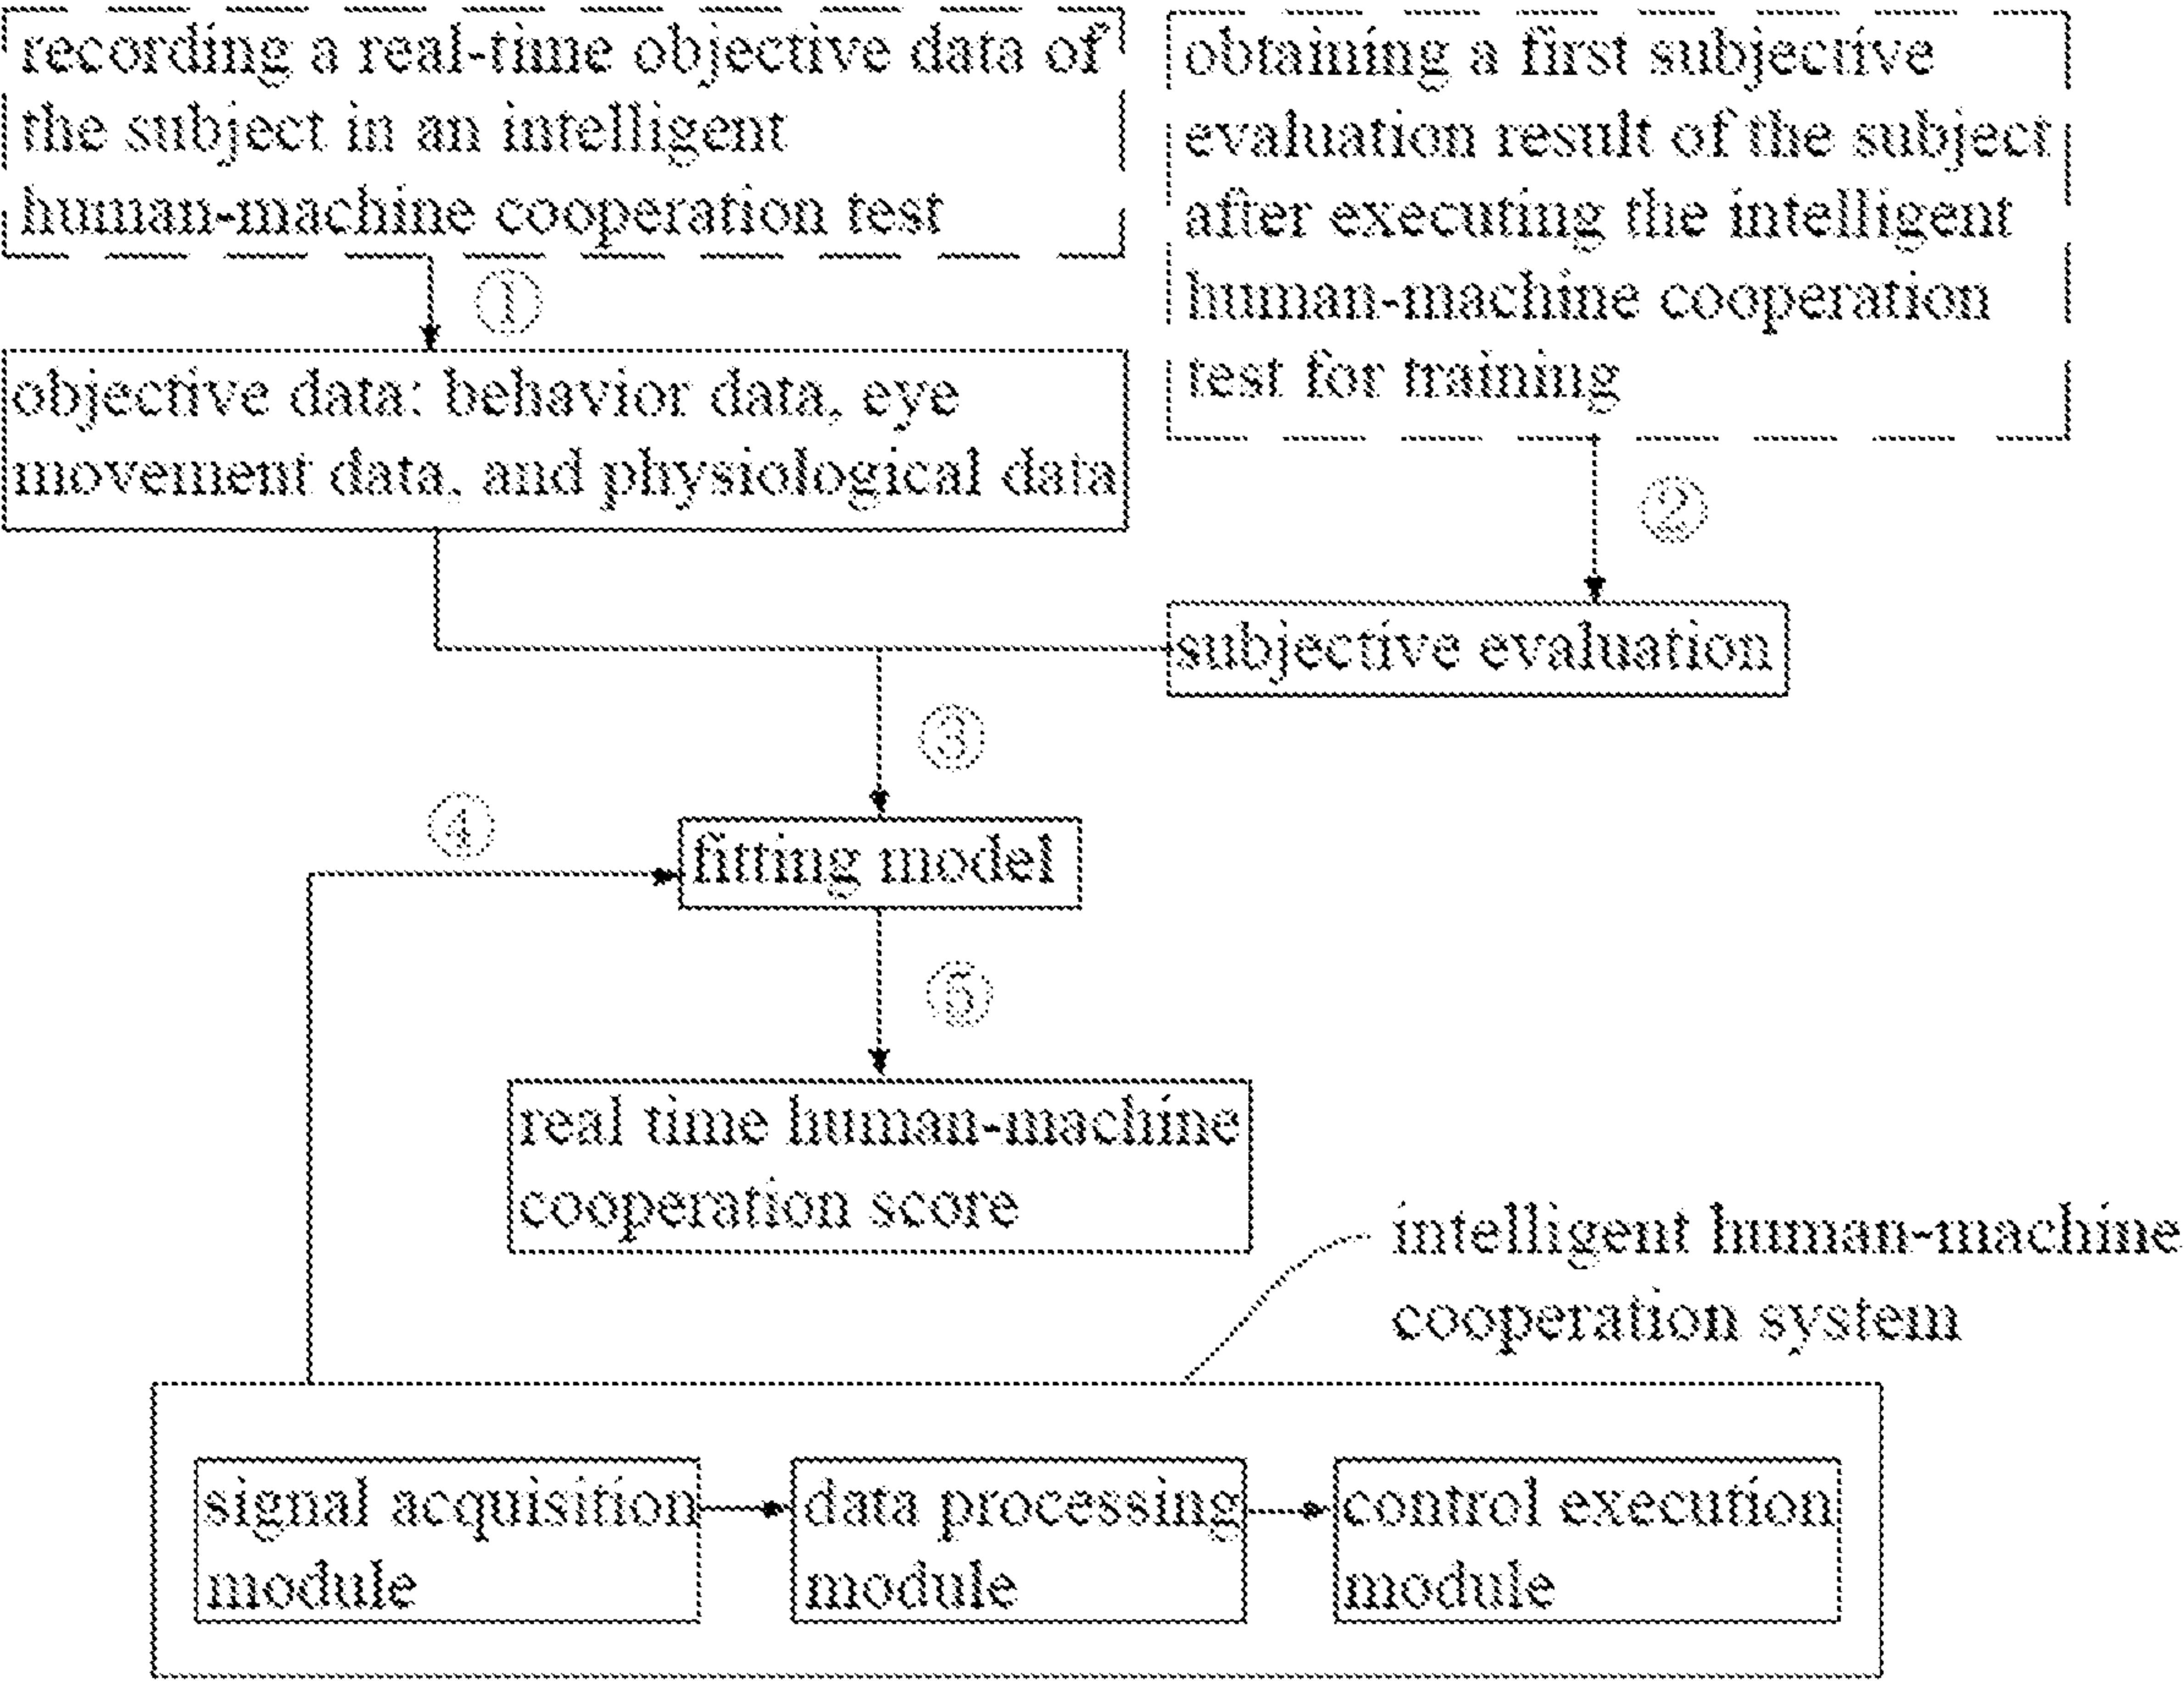 recording a real-time objective data of
the subject in an intelligent
human-machine cooperation test
obtaining a first subjective
evaluation result of the subject
after executing the intelligent
human-machine cooperation
test for training
①
objective data: behavior data, eye
movement data, and physiological data
②
subjective evaluation
③
④
fitting model
⑤
real time human-machine
cooperation score
intelligent human-machine
cooperation system
signal acquisition
module
data processing
module
control execution
module